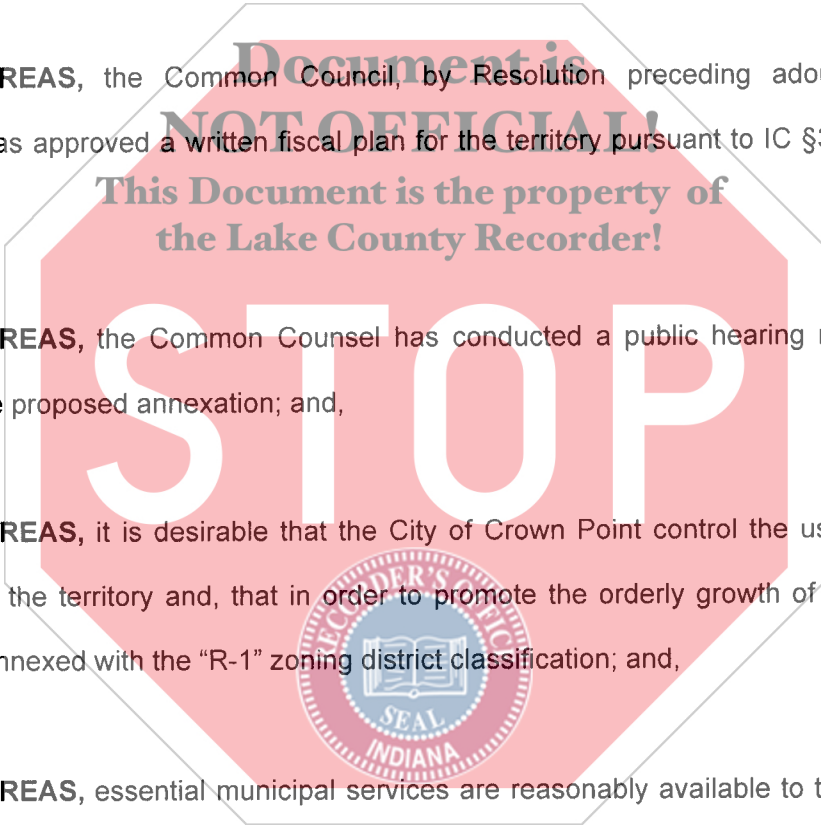 Document is
REAS, the Common Council, by Resolution preceding ado
NOT OFFICIAL!
as approved a written fiscal plan for the territory pursuant to IC §3
This Document is the property of
the Lake County Recorder!
STOP
REAS, the Common Counsel has conducted a public hearing r
e proposed annexation; and,
REAS, it is desirable that the City of Crown Point control the us
the territory and, that in order to promote the orderly growth of
nnexed with the “R-1” zoning district classification; and,
RECORDER'S OFFICE
SEAL
INDIANA
REAS, essential municipal services are reasonably available to t